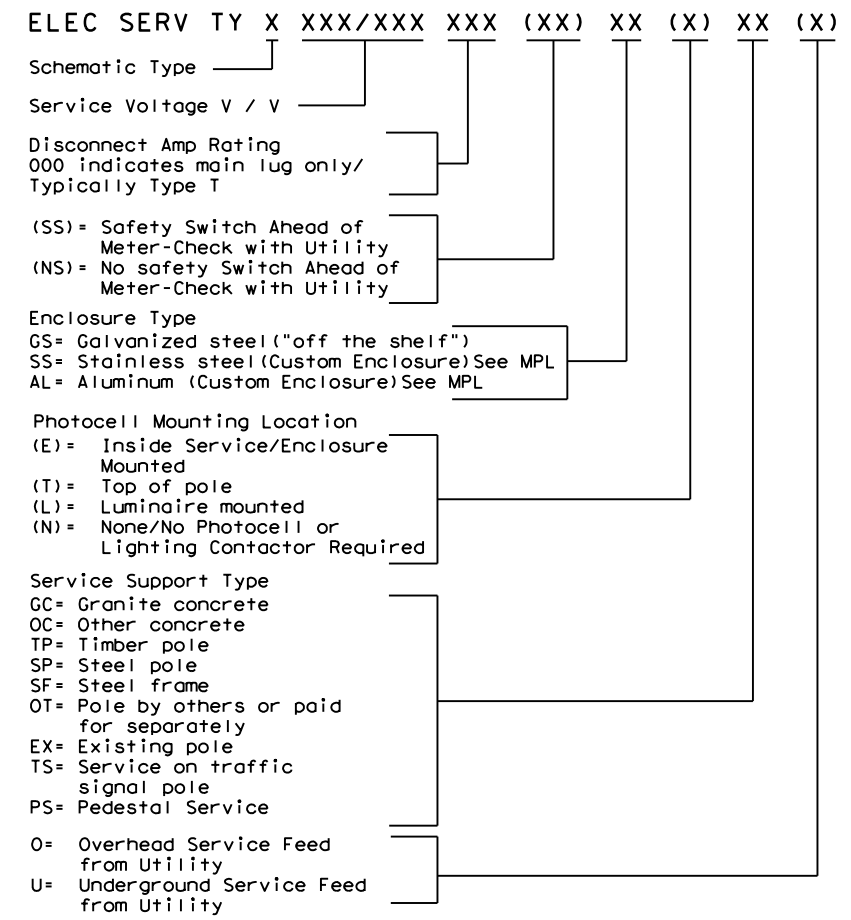 ELEC SERV TY X XXX/XXX XXX (XX) XX (X) XX (X)
Schematic Type
Service Voltage V / V
Disconnect Amp Rating
000 indicates main lug only/
Typically Type T
(SS)= Safety Switch Ahead of
Meter-Check with Utility
(NS)= No safety Switch Ahead of
Meter-Check with Utility
Enclosure Type
GS= Galvanized steel("off the shelf")
SS= Stainless steel(Custom Enclosure)See MPL
AL= Aluminum (Custom Enclosure)See MPL
Photocell Mounting Location
(E)= Inside Service/Enclosure
Mounted
(T)= Top of pole
(L)= Luminaire mounted
(N)= None/No Photocell or
Lighting Contactor Required
Service Support Type
GC= Granite concrete
OC= Other concrete
TP= Timber pole
SP= Steel pole
SF= Steel frame
OT= Pole by others or paid
for separately
EX= Existing pole
TS= Service on traffic
signal pole
PS= Pedestal Service
O= Overhead Service Feed
from Utility
U= Underground Service Feed
from Utility